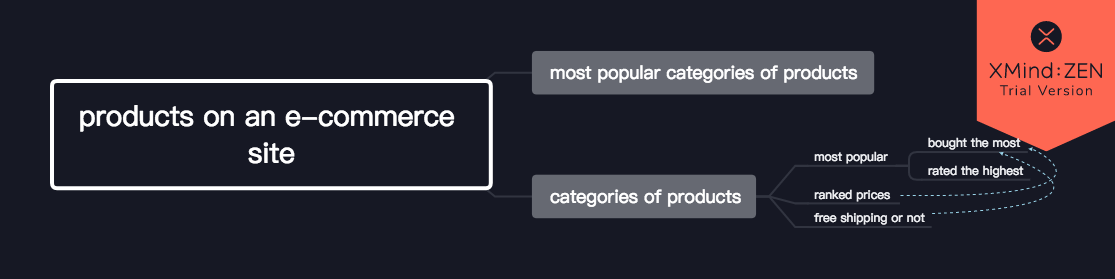 products on an e-commerce
site
most popular categories of products
categories of products
most popular
bought the most
rated the highest
ranked prices
free shipping or not
XMind:ZEN
Trial Version